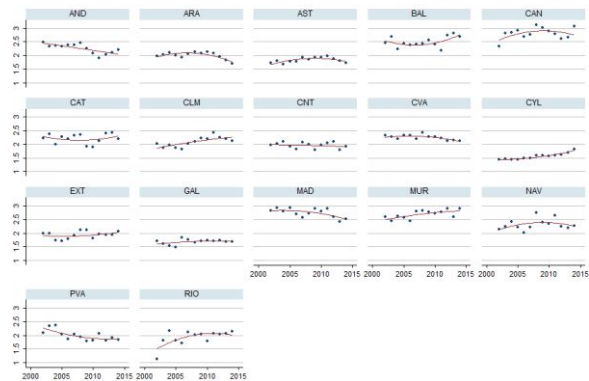 AND ARA AST BAL CAN
1 1.5 2 2.5 3
CAT CLM CNT CVA CYL
1 1.5 2 2.5 3
EXT GAL MAD MUR NAV
1 1.5 2 2.5 3
2000 2005 2010 2015 2000 2005 2010 2015 2000 2005 2010 2015
PVA RIO
1 1.5 2 2.5 3
2000 2005 2010 2015 2000 2005 2010 2015